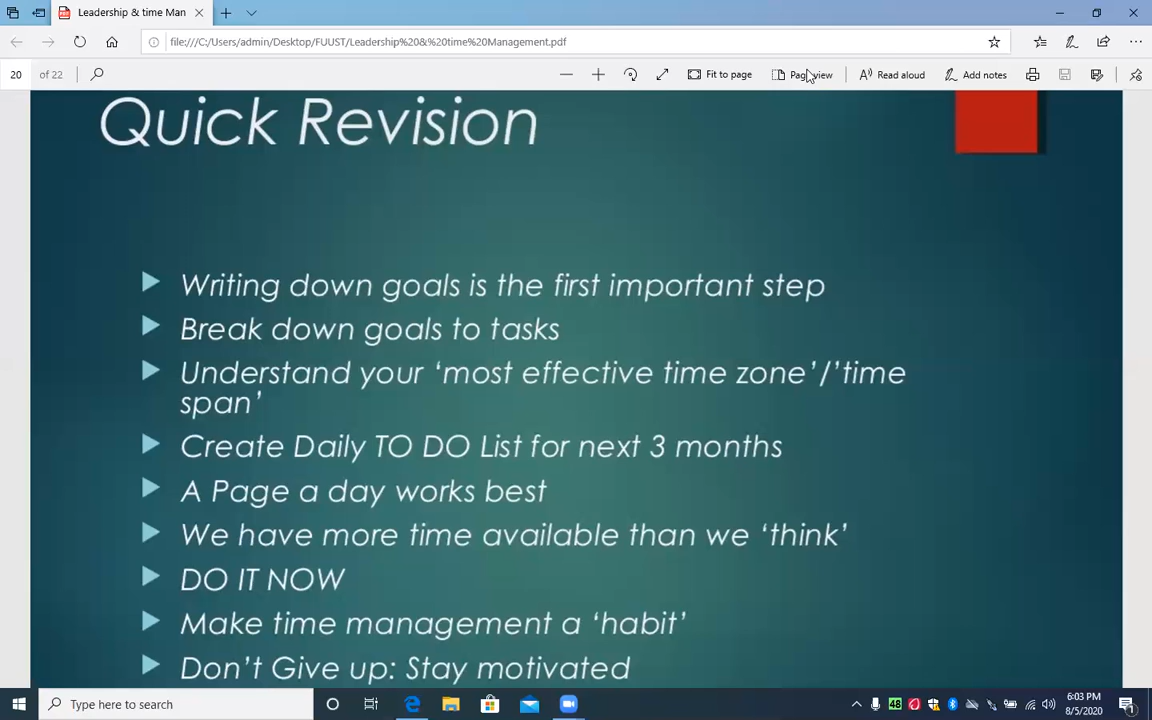 Leadership & time Man
file:///C:/Users/admin/Desktop/FUUST/Leadership%20&%20time%20Management.pdf
20 of 22
Fit to page
Page view
Read aloud
Add notes
Quick Revision
Writing down goals is the first important step
Break down goals to tasks
Understand your ‘most effective time zone’/’time
span’
Create Daily TO DO List for next 3 months
A Page a day works best
We have more time available than we ‘think’
DO IT NOW
Make time management a ‘habit’
Don’t Give up: Stay motivated
Type here to search
48
6:03 PM
8/5/2020
1